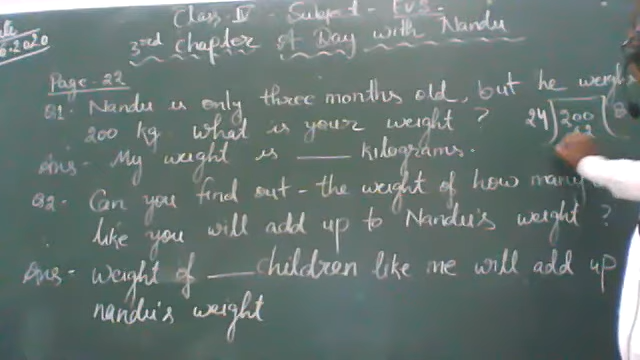 Class IV - Subject - EVS
.2020
3rd Chapter of Day with Nandu
Page-22
Q1. Nandu is only three months old, but he weighs
200 kg what is your weight ?
24 200
Ans:- My weight is ___ kilograms.
Q2. Can you find out - the weight of how many
like you will add up to Nandu's weight ?
Ans - weight of ___ children like me will add up
nandu's weight